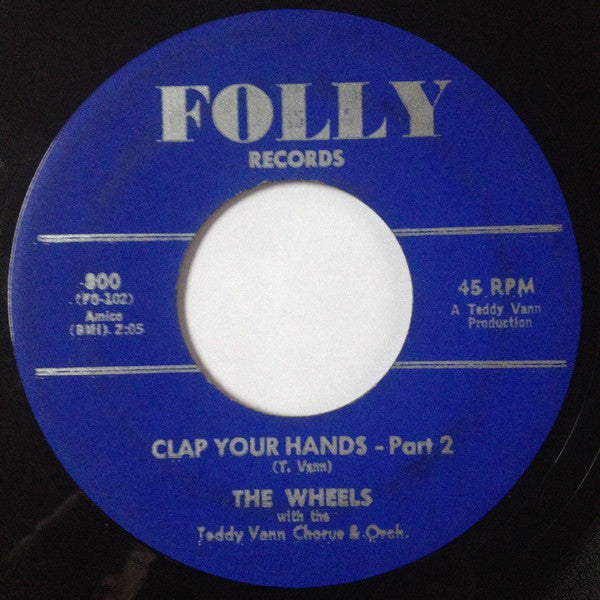 FOLLY
RECORDS
800
(FO-102)
Amico
(BMI) 2:05
45 RPM
A Teddy Vann
Production
CLAP YOUR HANDS - Part 2
(T. Vann)
THE WHEELS
with the
Teddy Vann Chorus & Orch.